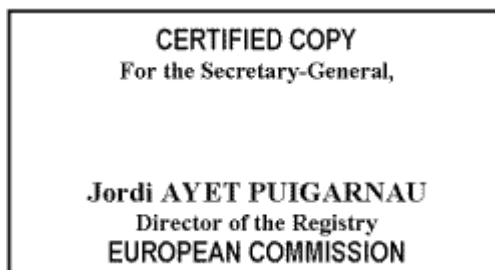 CERTIFIED COPY
For the Secretary-General,
Jordi AYET PUIGARNAU
Director of the Registry
EUROPEAN COMMISSION